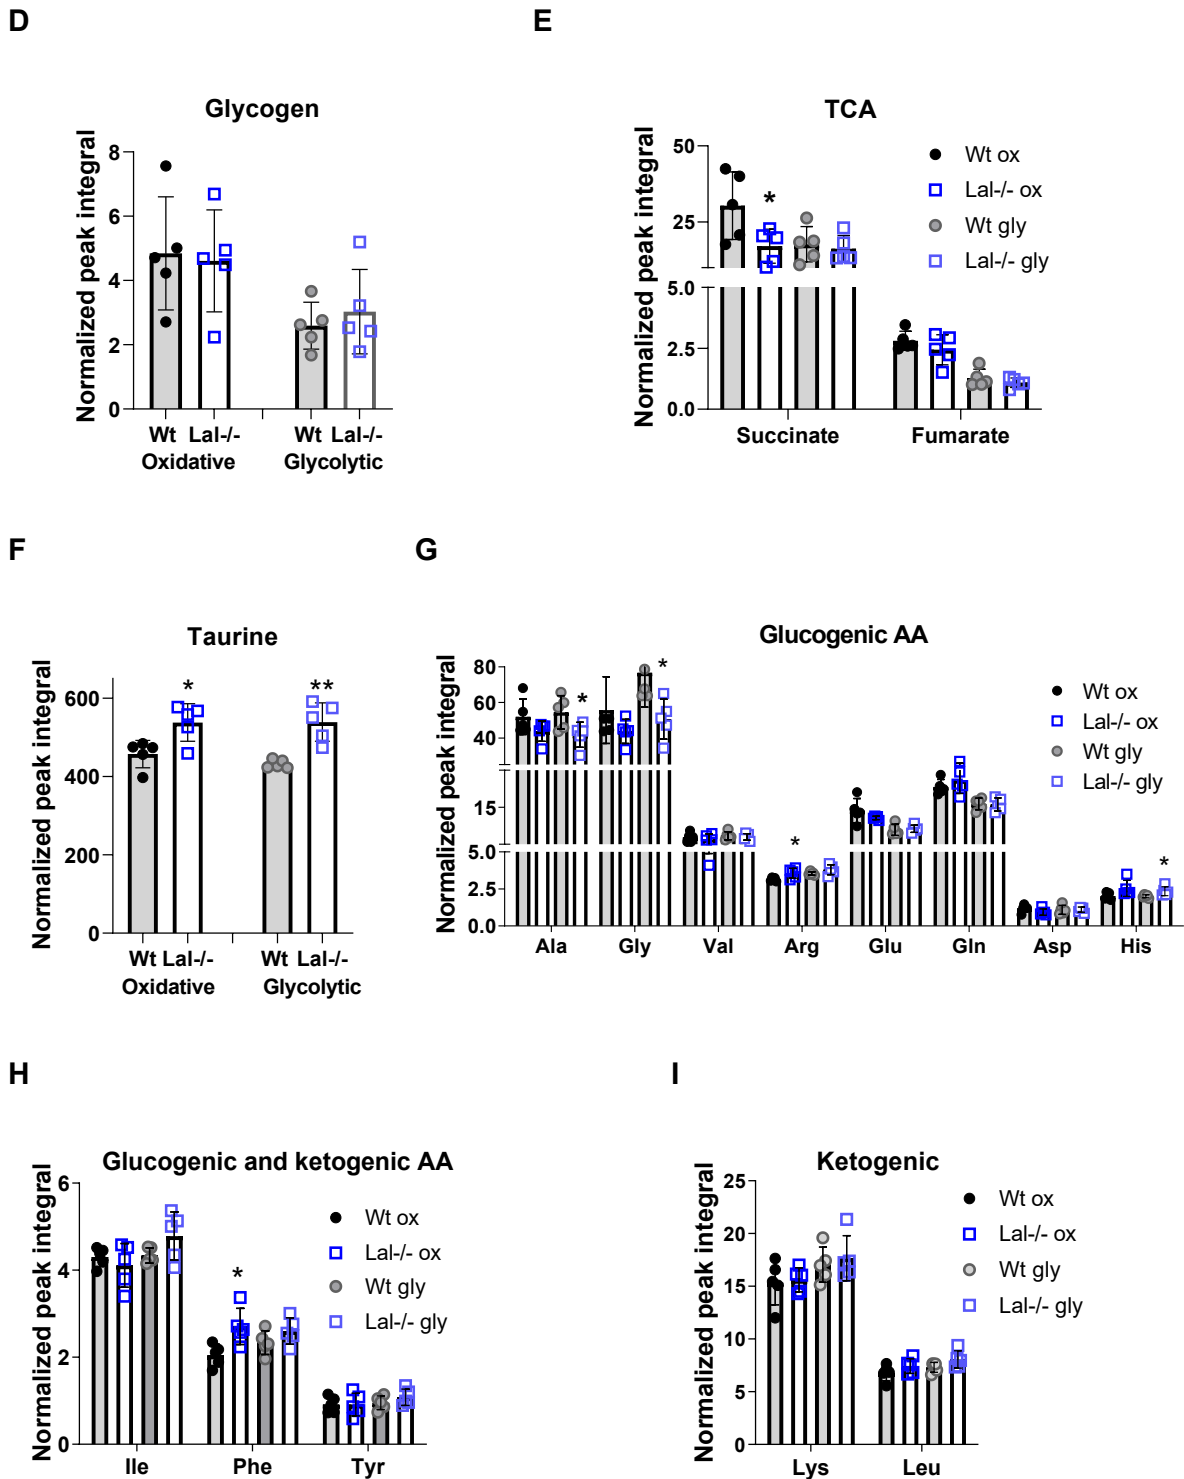 D
Glycogen
Normalized peak integral
8
6
4
2
0
Wt Lal-/- Wt Lal-/-
Oxidative Glycolytic
E
TCA
Normalized peak integral
50
25
5.0
2.5
0.0
*
Succinate Fumarate
Wt ox
Lal-/- ox
Wt gly
Lal-/- gly
F
Taurine
Normalized peak integral
600
400
200
0
* **
Wt Lal-/- Wt Lal-/-
Oxidative Glycolytic
G
Glucogenic AA
Normalized peak integral
80
60
40
15
5.0
2.5
0.0
* * * *
Ala Gly Val Arg Glu Gln Asp His
Wt ox
Lal-/- ox
Wt gly
Lal-/- gly
H
Glucogenic and ketogenic AA
Normalized peak integral
6
4
2
0
*
Ile Phe Tyr
Wt ox
Lal-/- ox
Wt gly
Lal-/- gly
I
Ketogenic
Normalized peak integral
25
20
15
10
5
0
Lys Leu
Wt ox
Lal-/- ox
Wt gly
Lal-/- gly